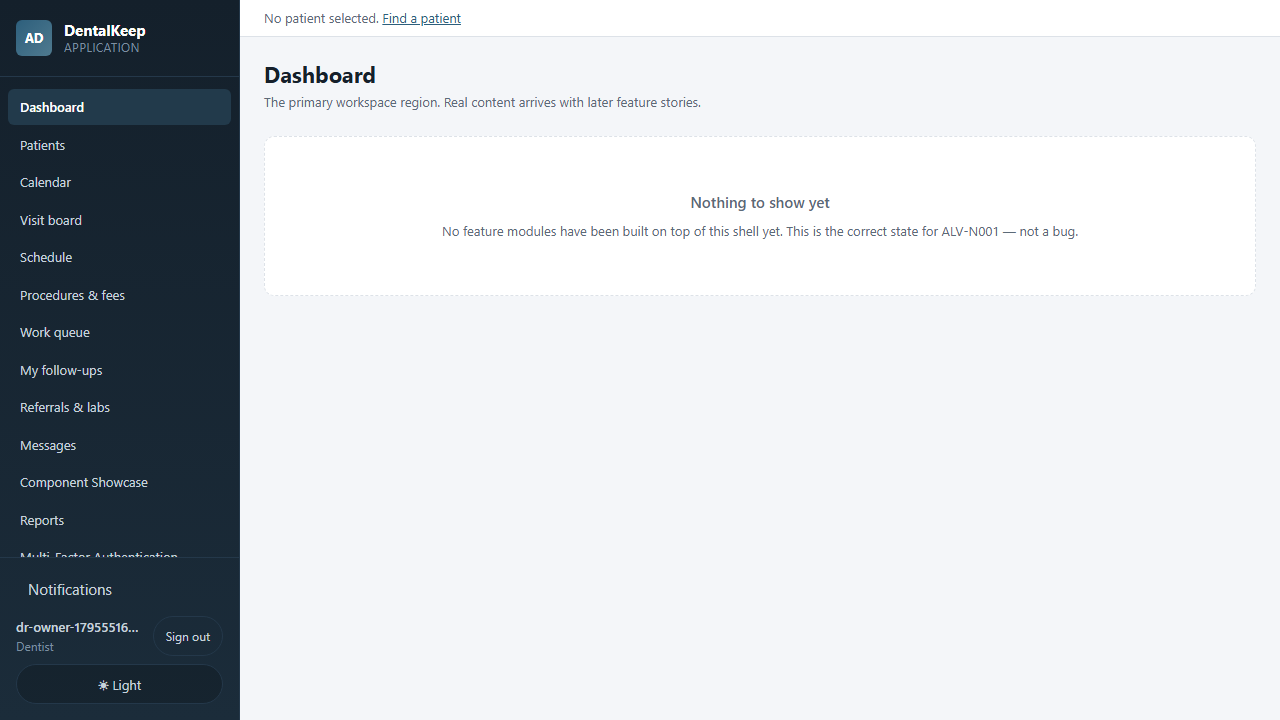 AD
DentalKeep
APPLICATION
Dashboard
Patients
Calendar
Visit board
Schedule
Procedures & fees
Work queue
My follow-ups
Referrals & labs
Messages
Component Showcase
Reports
Multi-Factor Authentication
Notifications
dr-owner-17955516...
Dentist
Sign out
☀ Light
No patient selected. Find a patient
Dashboard
The primary workspace region. Real content arrives with later feature stories.
Nothing to show yet
No feature modules have been built on top of this shell yet. This is the correct state for ALV-N001 — not a bug.